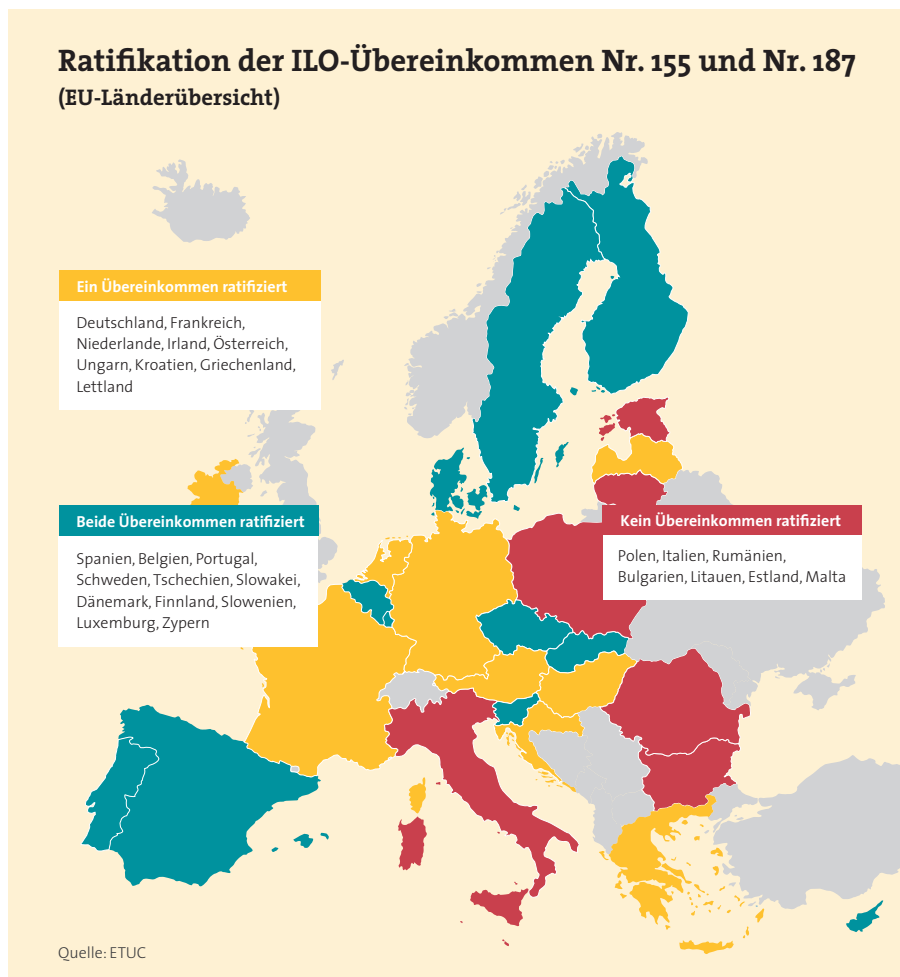 Ratifikation der ILO-Übereinkommen Nr. 155 und Nr. 187
(EU-Länderübersicht)
Ein Übereinkommen ratifiziert
Deutschland, Frankreich,
Niederlande, Irland, Österreich,
Ungarn, Kroatien, Griechenland,
Lettland
Beide Übereinkommen ratifiziert
Spanien, Belgien, Portugal,
Schweden, Tschechien, Slowakei,
Dänemark, Finnland, Slowenien,
Luxemburg, Zypern
Kein Übereinkommen ratifiziert
Polen, Italien, Rumänien,
Bulgarien, Litauen, Estland, Malta
Quelle: ETUC